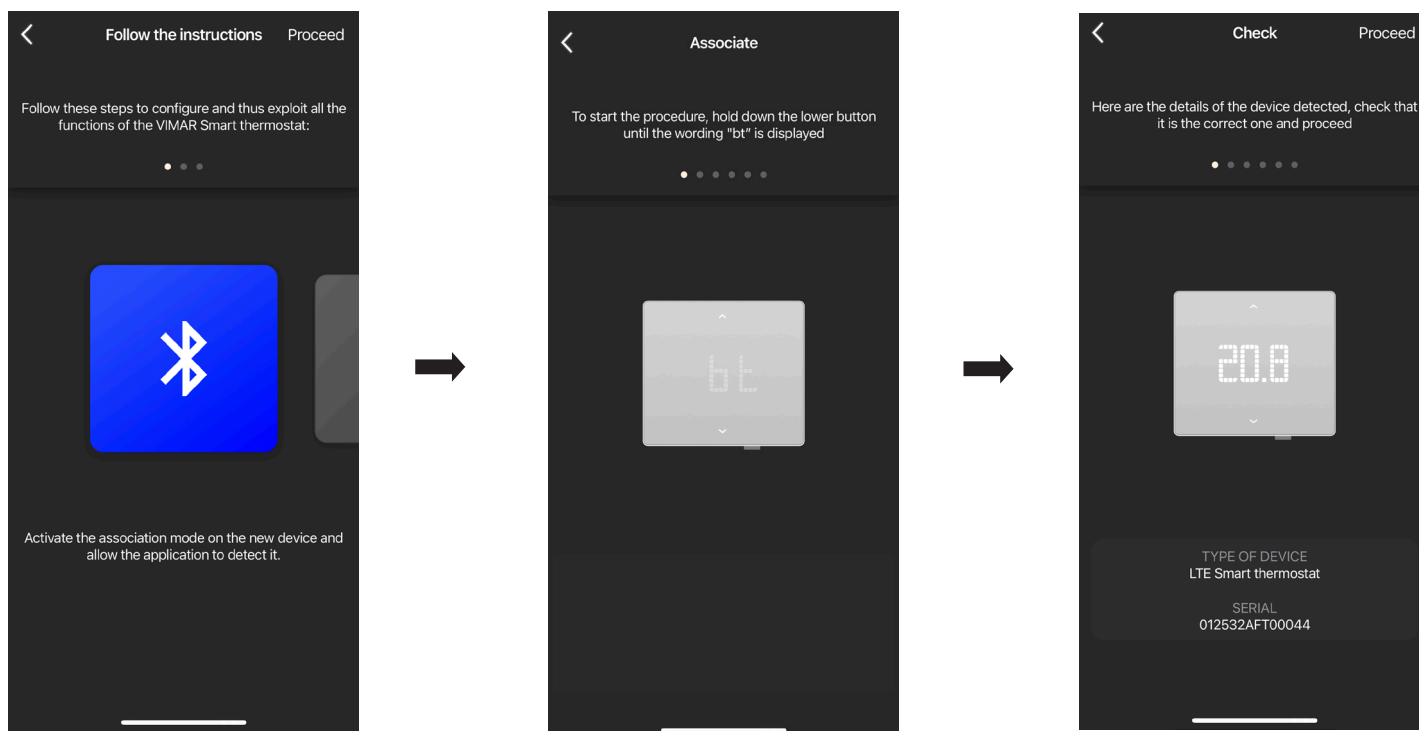 Follow the instructions
Proceed
Follow these steps to configure and thus exploit all the
functions of the VIMAR Smart thermostat:
Activate the association mode on the new device and
allow the application to detect it.
Associate
To start the procedure, hold down the lower button
until the wording "bt" is displayed
bt
Check
Proceed
Here are the details of the device detected, check that
it is the correct one and proceed
20.8
TYPE OF DEVICE
LTE Smart thermostat
SERIAL
012532AFT00044